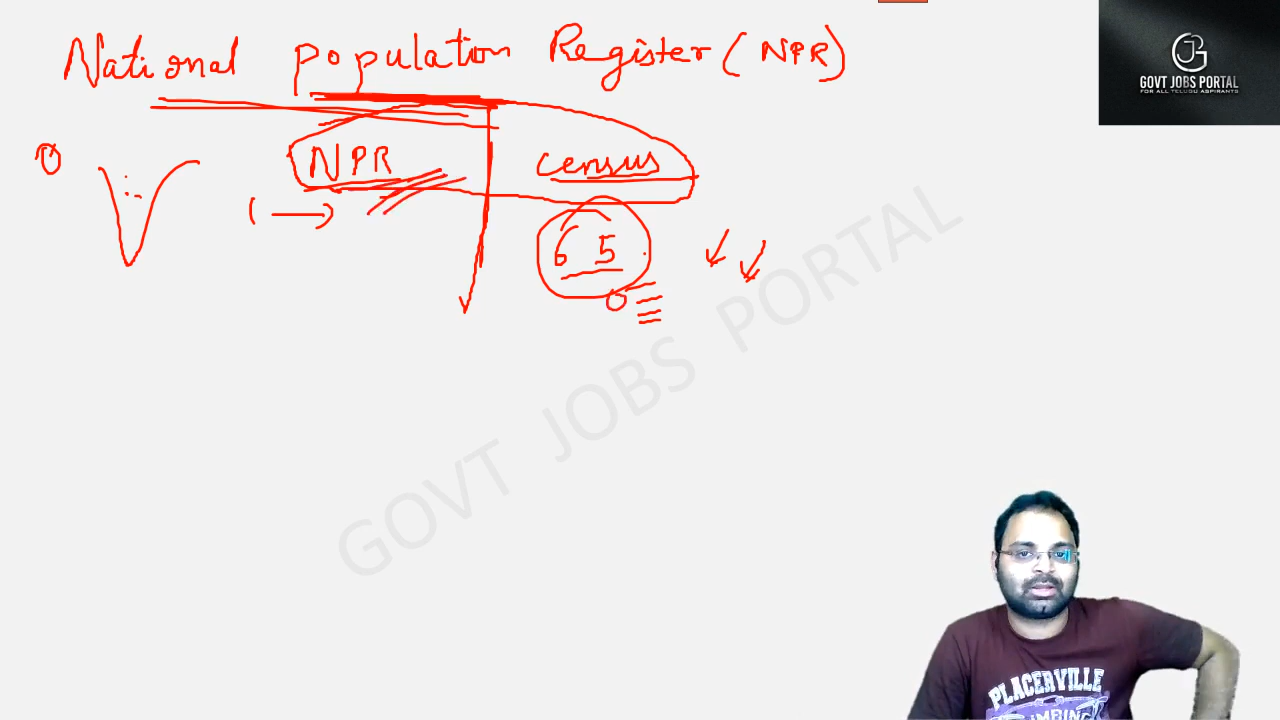 National population Register (NPR)
GOVT JOBS PORTAL
FOR ALL TELUGU ASPIRANTS
NPR census
65
GOVT JOBS PORTAL
PLACERVILLE